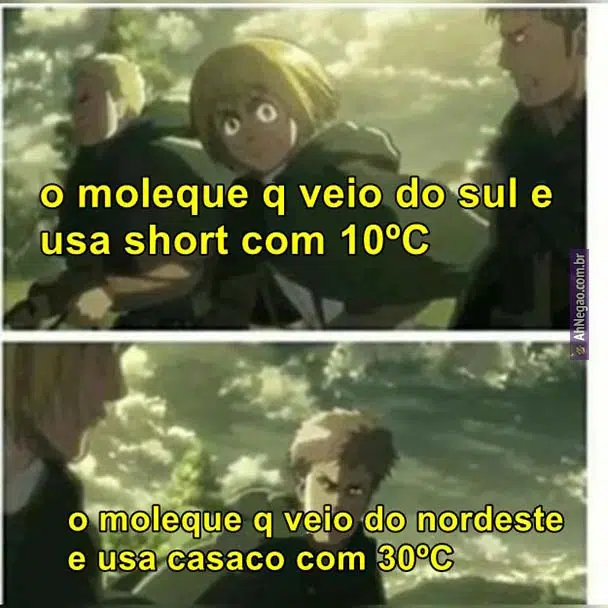 o moleque q veio do sul e
usa short com 10ºC
AhNegao.com.br
o moleque q veio do nordeste
e usa casaco com 30ºC